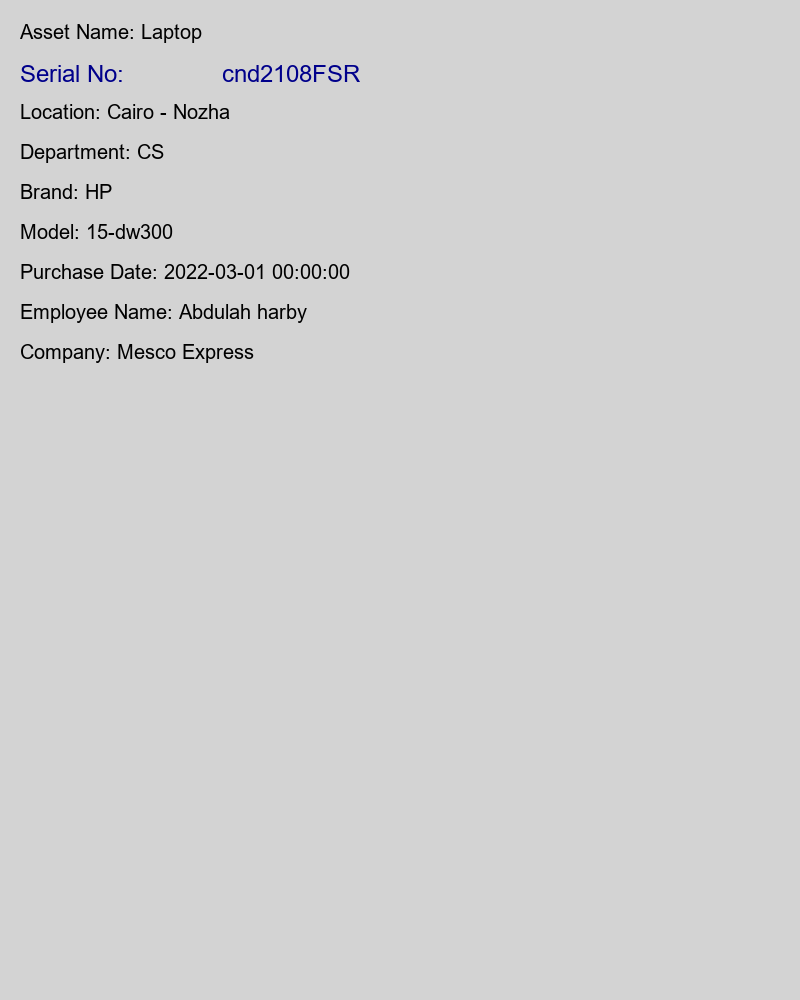 Asset Name: Laptop
Serial No: cnd2108FSR
Location: Cairo - Nozha
Department: CS
Brand: HP
Model: 15-dw300
Purchase Date: 2022-03-01 00:00:00
Employee Name: Abdulah harby
Company: Mesco Express